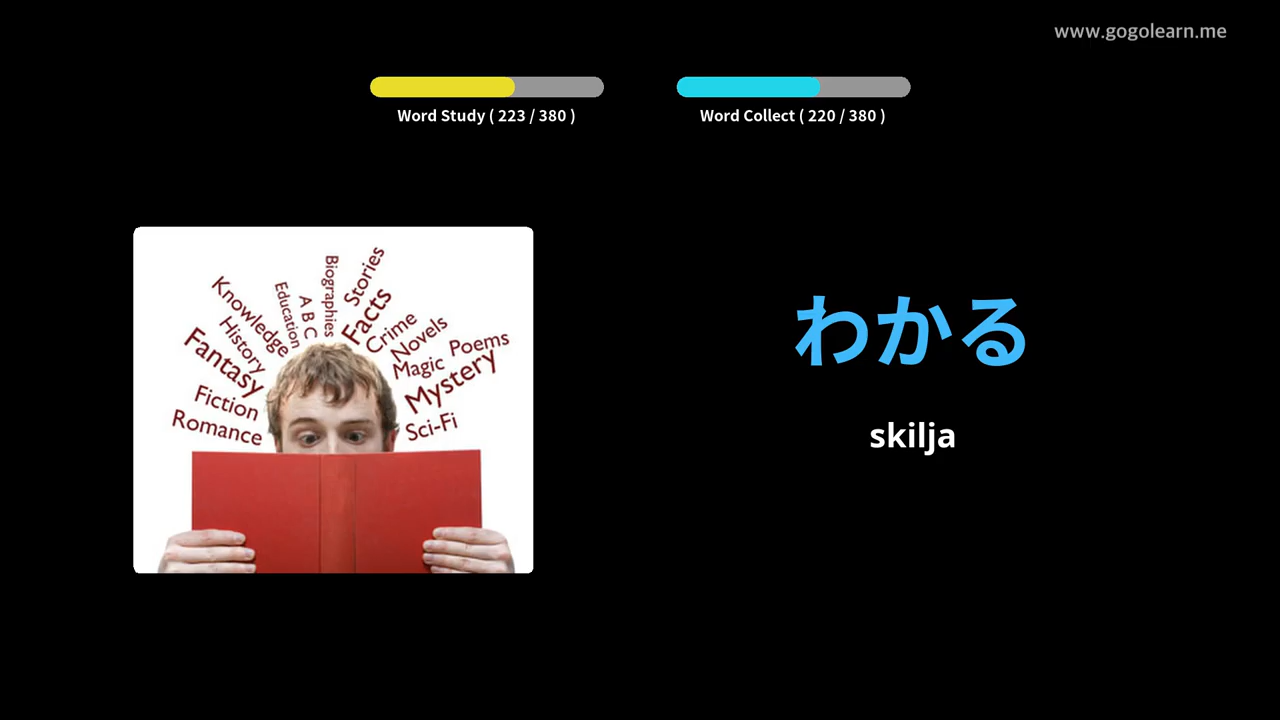 www.gogolearn.me
Word Study ( 223 / 380 )
Word Collect ( 220 / 380 )
Biographies
Stories
Knowledge
Education
A B C
Facts
History
Crime
Novels
Fantasy
Magic
Poems
Mystery
Fiction
Romance
Sci-Fi
わかる
skilja